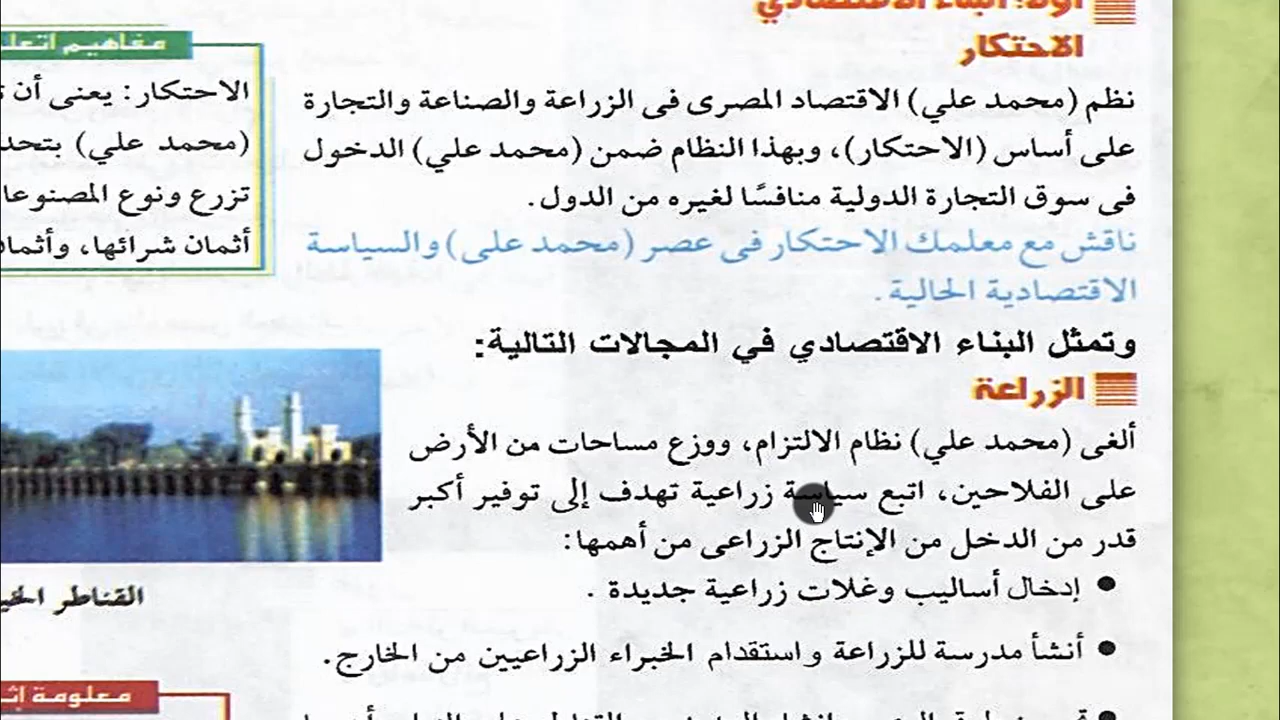 أولاً: البناء الاقتصادي
الاحتكار
نظم (محمد علي) الاقتصاد المصرى فى الزراعة والصناعة والتجارة
على أساس (الاحتكار)، وبهذا النظام ضمن (محمد علي) الدخول
فى سوق التجارة الدولية منافسًا لغيره من الدول.
ناقش مع معلمك الاحتكار فى عصر (محمد على) والسياسة
الاقتصادية الحالية.
وتمثل البناء الاقتصادي في المجالات التالية:
الزراعة
ألغى (محمد علي) نظام الالتزام، ووزع مساحات من الأرض
على الفلاحين، اتبع سياسة زراعية تهدف إلى توفير أكبر
قدر من الدخل من الإنتاج الزراعى من أهمها:
● إدخال أساليب وغلات زراعية جديدة .
● أنشأ مدرسة للزراعة واستقدام الخبراء الزراعيين من الخارج.
مفاهيم
الاحتكار: يعنى أن
(محمد علي)
تزرع ونوع
أثمان شرائها،
القناطر
معلومة